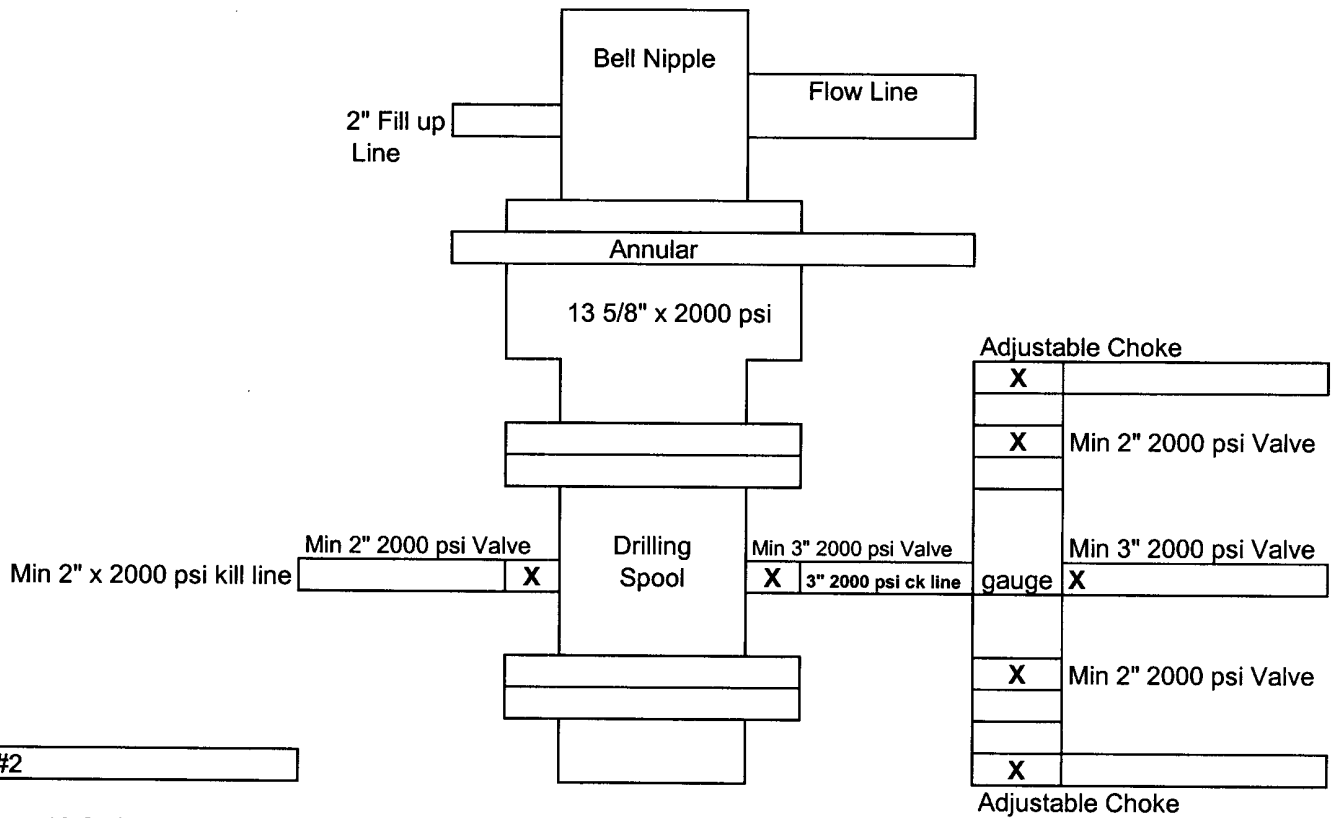 Bell Nipple
Flow Line
2" Fill up
Line
Annular
13 5/8" x 2000 psi
Adjustable Choke
X
X
Min 2" 2000 psi Valve
Min 2" 2000 psi Valve
Drilling
Spool
Min 3" 2000 psi Valve
Min 3" 2000 psi Valve
Min 2" x 2000 psi kill line
X
X
3" 2000 psi ck line
gauge
X
X
Min 2" 2000 psi Valve
#2
X
Adjustable Choke